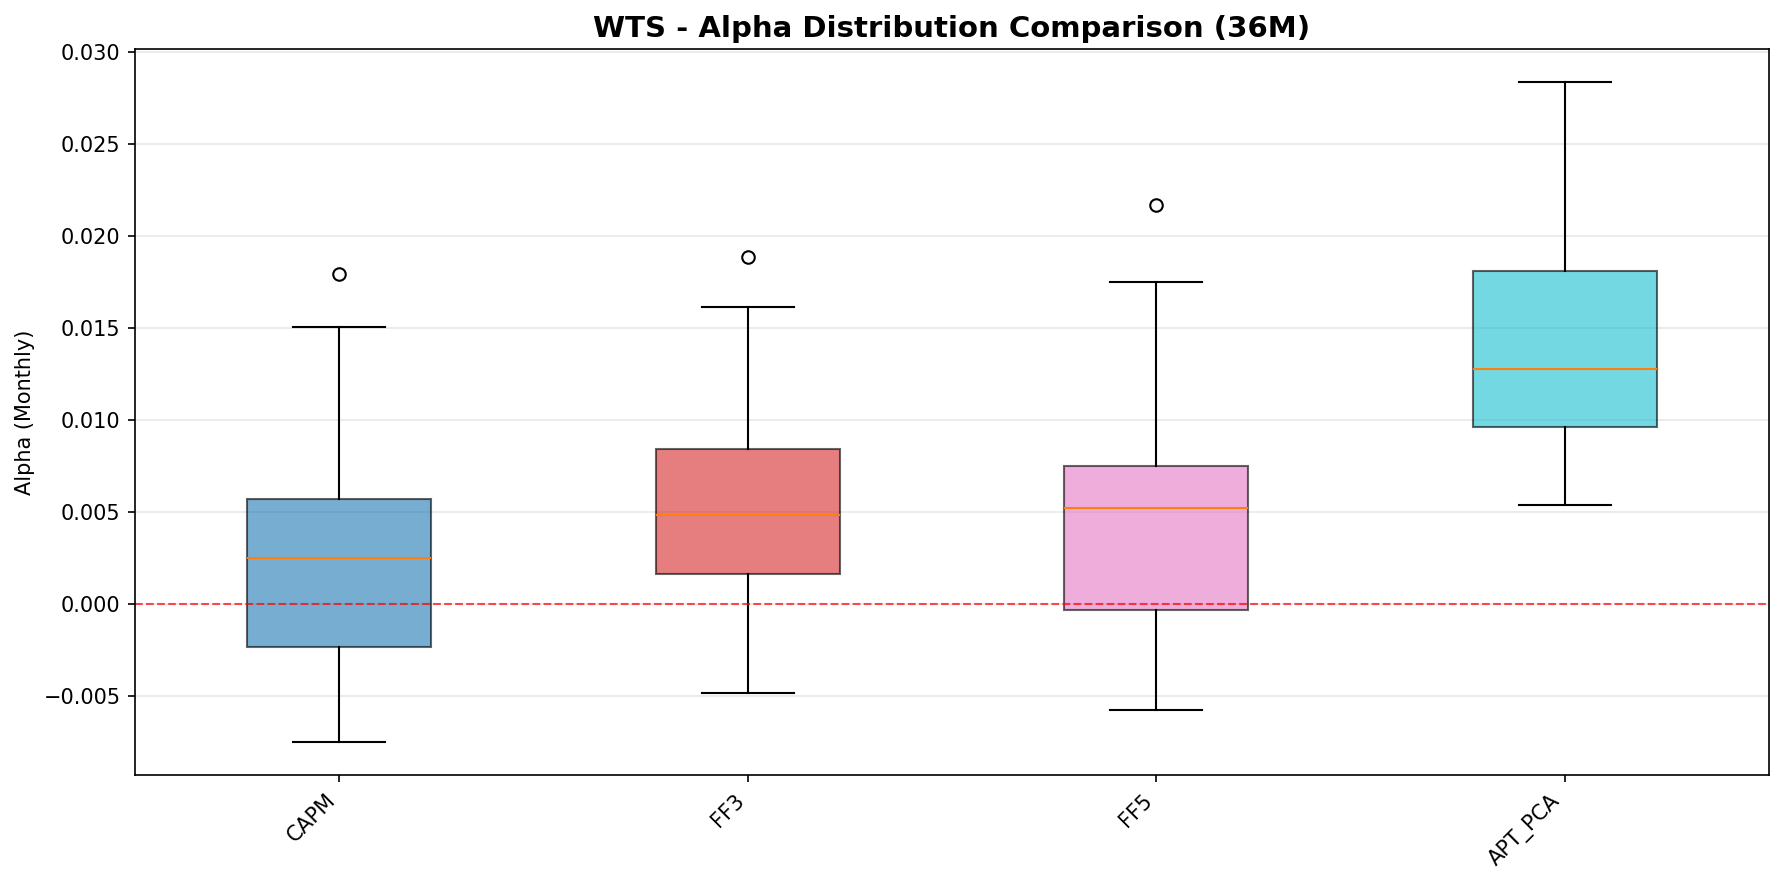 WTS - Alpha Distribution Comparison (36M)
Alpha (Monthly)
0.030
0.025
0.020
0.015
0.010
0.005
0.000
−0.005
CAPM
FF3
FF5
APT_PCA